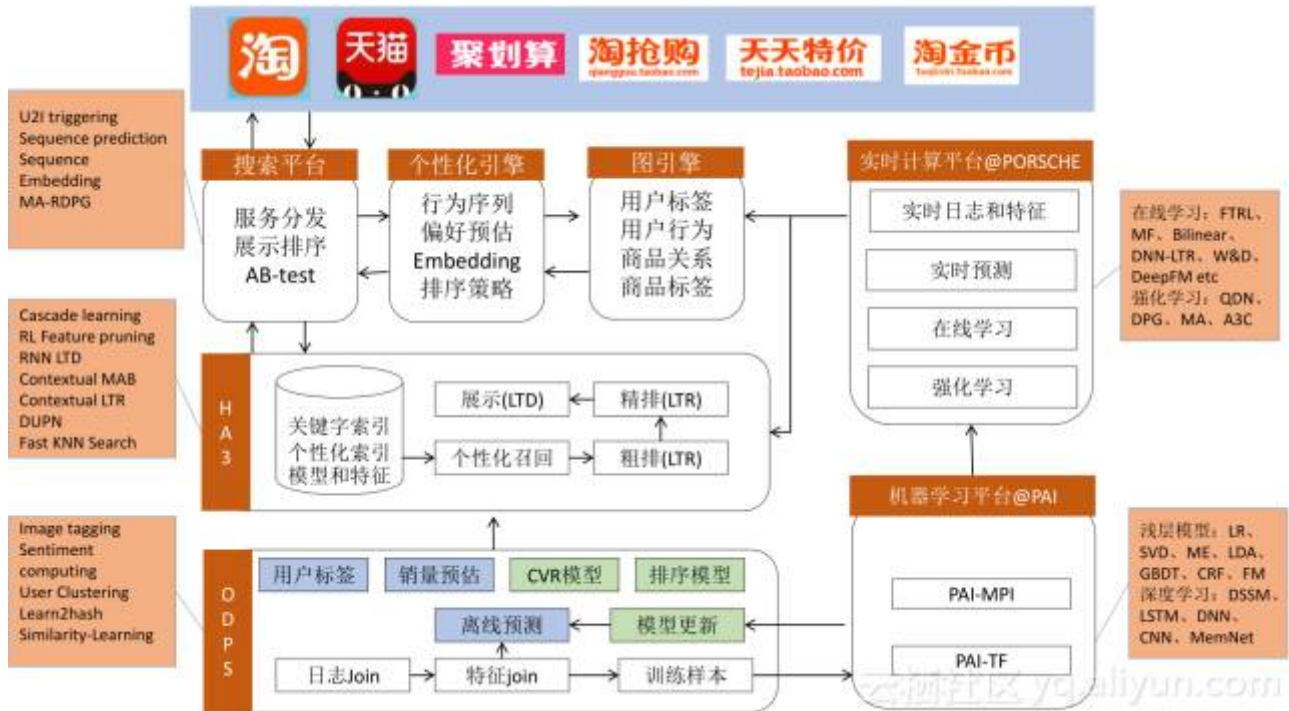 淘
天猫
聚划算
淘抢购
qianggou.taobao.com
天天特价
tejia.taobao.com
淘金币
taojinbi.taobao.com
U2I triggering
Sequence prediction
Sequence
Embedding
MA-RDPG
搜索平台
服务分发
展示排序
AB-test
个性化引擎
行为序列
偏好预估
Embedding
排序策略
图引擎
用户标签
用户行为
商品关系
商品标签
实时计算平台@PORSCHE
实时日志和特征
实时预测
在线学习
强化学习
在线学习：FTRL、
MF、Bilinear、
DNN-LTR、W&D、
DeepFM etc
强化学习：QDN、
DPG、MA、A3C
Cascade learning
RL Feature pruning
RNN LTD
Contextual MAB
Contextual LTR
DUPN
Fast KNN Search
HA3
关键字索引
个性化索引
模型和特征
展示(LTD)
精排(LTR)
个性化召回
粗排(LTR)
Image tagging
Sentiment
computing
User Clustering
Learn2hash
Similarity-Learning
ODPS
用户标签
销量预估
CVR模型
排序模型
离线预测
模型更新
日志Join
特征join
训练样本
机器学习平台@PAI
PAI-MPI
PAI-TF
浅层模型：LR、
SVD、ME、LDA、
GBDT、CRF、FM
深度学习：DSSM、
LSTM、DNN、
CNN、MemNet
云栖社区 yq.aliyun.com